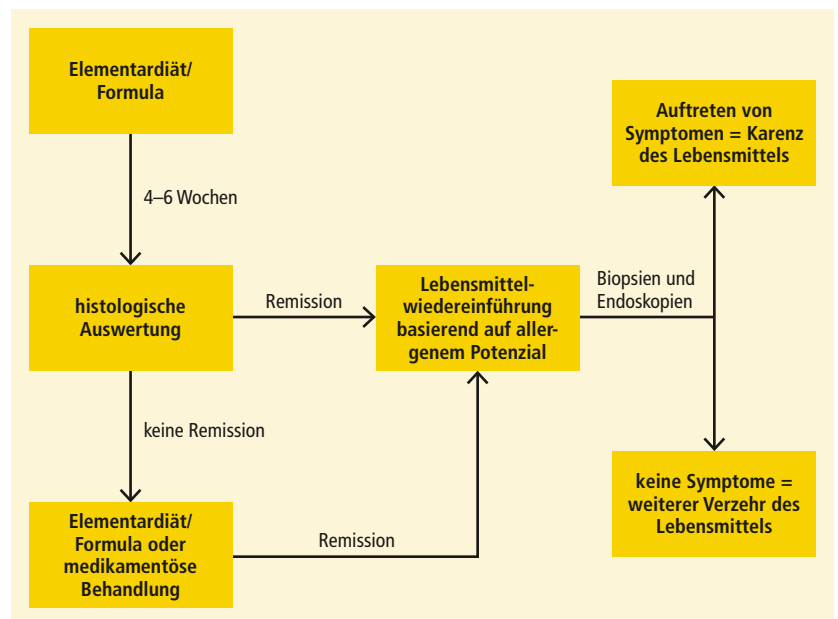 Elementardiät/
Formula
4–6 Wochen
histologische
Auswertung
Remission
keine Remission
Elementardiät/
Formula oder
medikamentöse
Behandlung
Remission
Lebensmittel-
wiedereinführung
basierend auf aller-
genem Potenzial
Biopsien und
Endoskopien
Auftreten von
Symptomen = Karenz
des Lebensmittels
keine Symptome =
weiterer Verzehr des
Lebensmittels